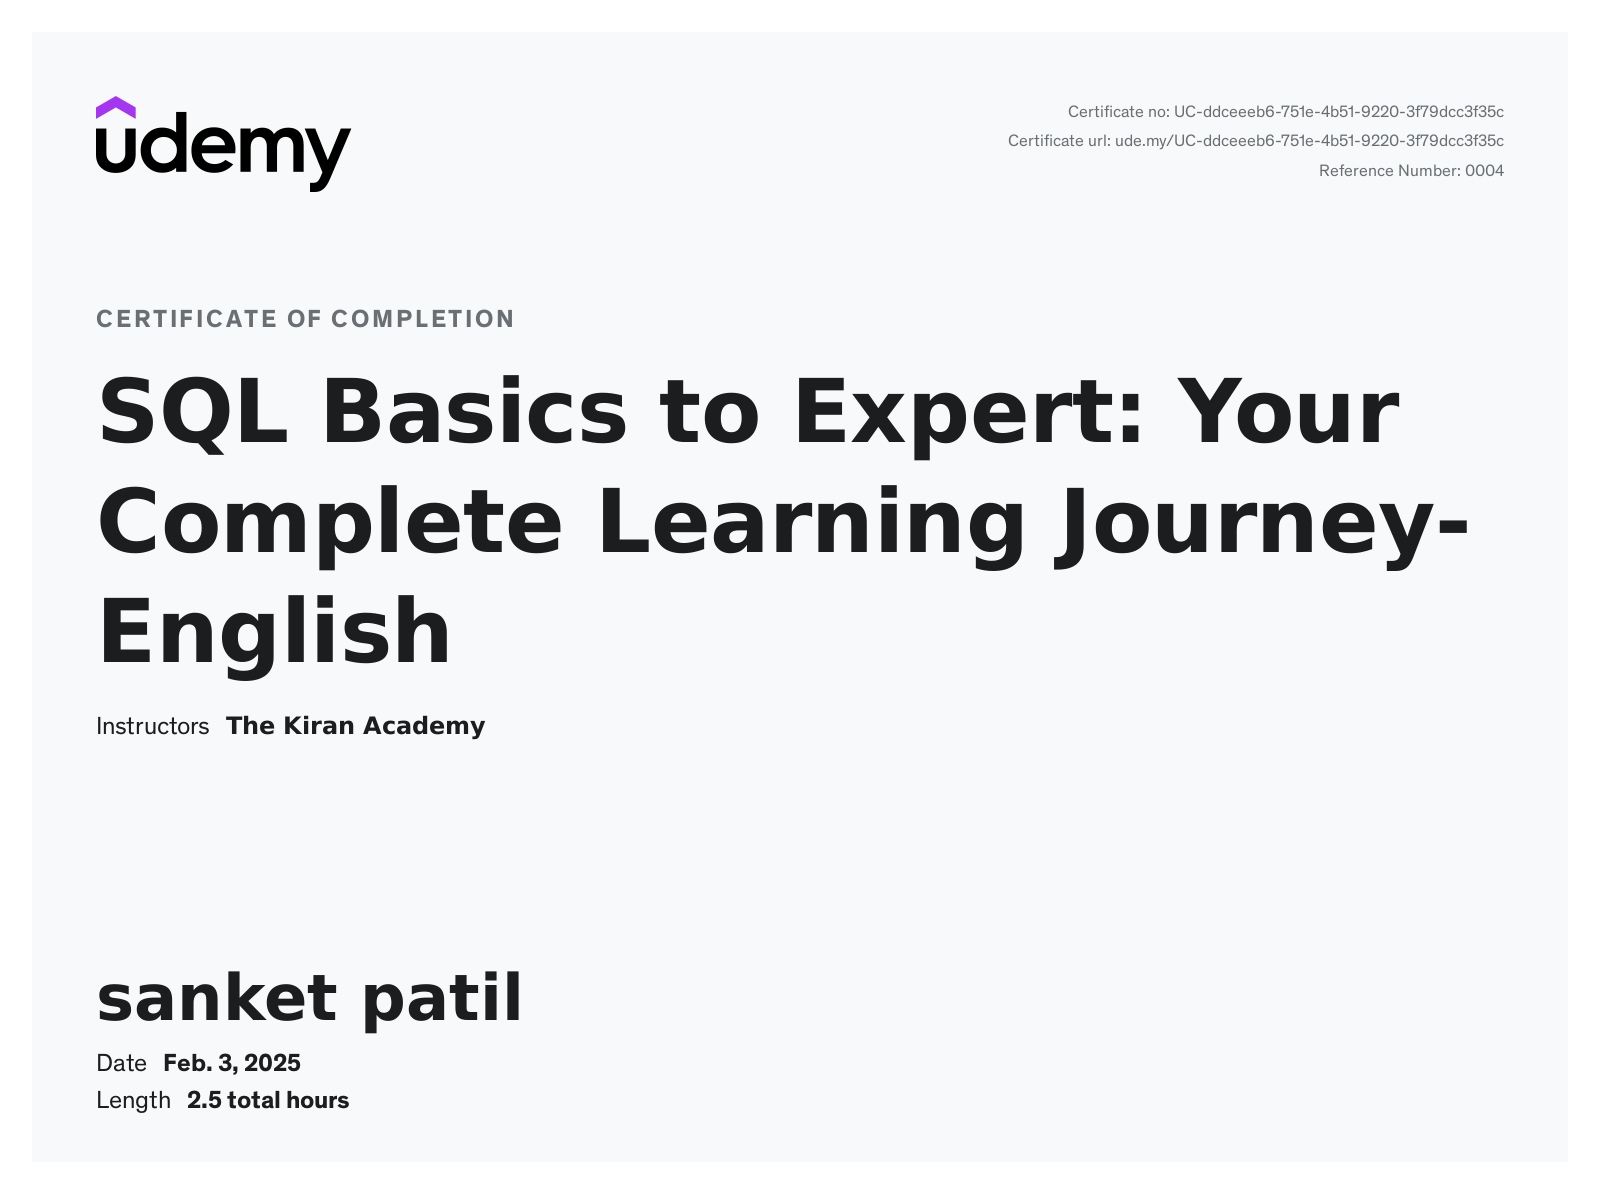 udemy
Certificate no: UC-ddceeeb6-751e-4b51-9220-3f79dcc3f35c
Certificate url: ude.my/UC-ddceeeb6-751e-4b51-9220-3f79dcc3f35c
Reference Number: 0004
CERTIFICATE OF COMPLETION
SQL Basics to Expert: Your
Complete Learning Journey-
English
Instructors The Kiran Academy
sanket patil
Date Feb. 3, 2025
Length 2.5 total hours